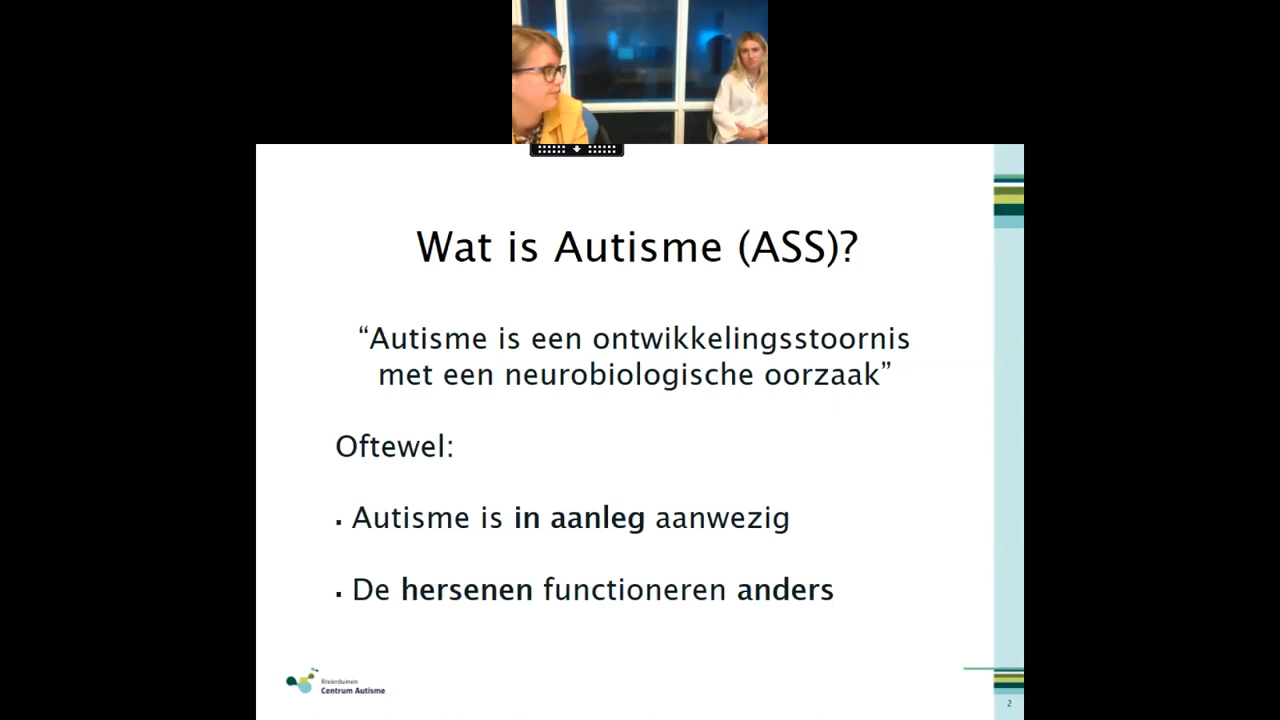 Wat is Autisme (ASS)?
“Autisme is een ontwikkelingsstoornis
met een neurobiologische oorzaak”
Oftewel:
▪ Autisme is in aanleg aanwezig
▪ De hersenen functioneren anders
Rivierduinen
Centrum Autisme
2